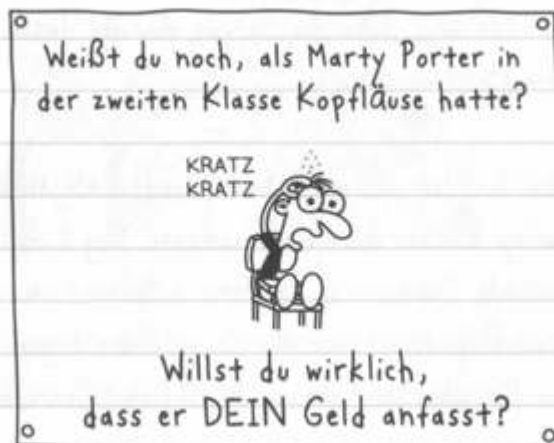 Weißt du noch, als Marty Porter in
der zweiten Klasse Kopfläuse hatte?
KRATZ
KRATZ
Willst du wirklich,
dass er DEIN Geld anfasst?